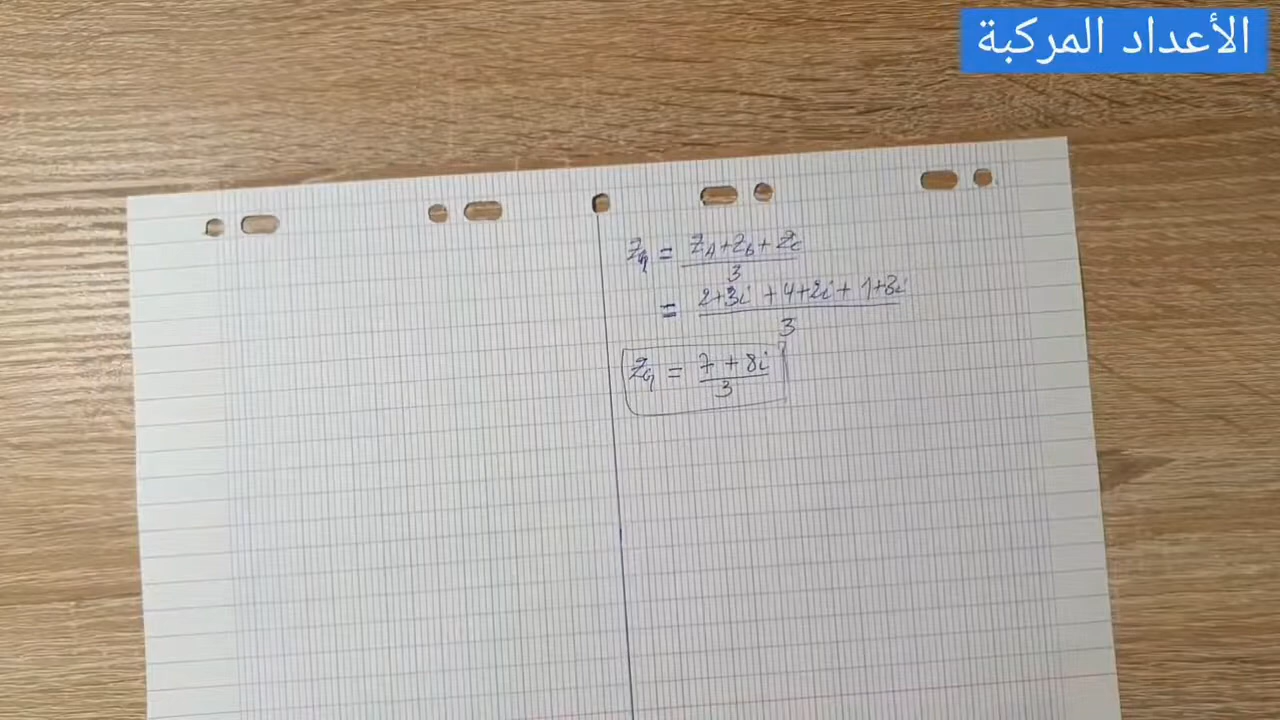 الأعداد المركبة
Z_G = (Z_A + Z_B + Z_C) / 3
= (2+3i + 4+2i + 1+3i) / 3
Z_G = (7 + 8i) / 3